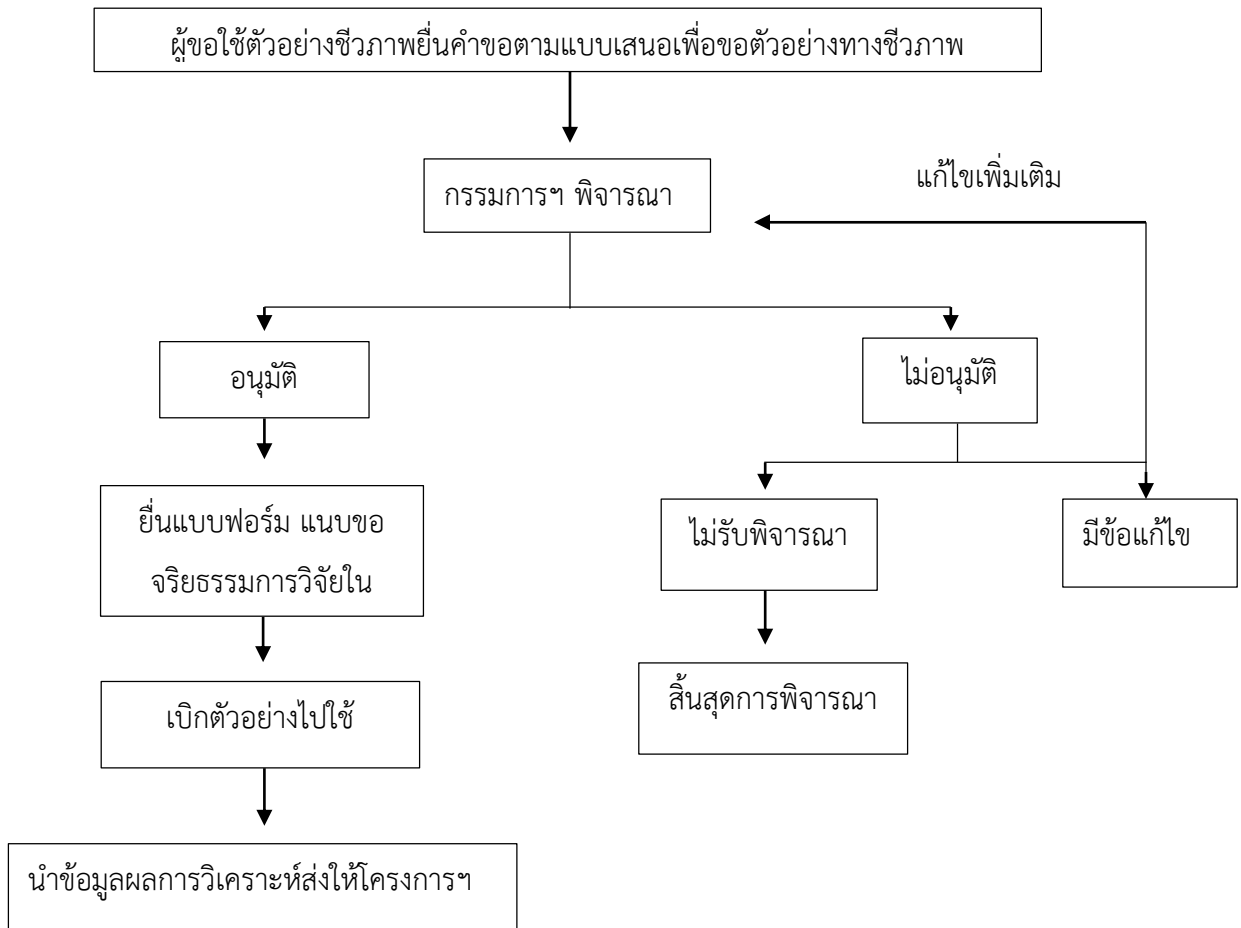 ผู้ขอใช้ตัวอย่างชีวภาพยื่นคำขอตามแบบเสนอเพื่อขอตัวอย่างทางชีวภาพ
กรรมการฯ พิจารณา
แก้ไขเพิ่มเติม
อนุมัติ
ไม่อนุมัติ
ยื่นแบบฟอร์ม แนบขอ
จริยธรรมการวิจัยใน
ไม่รับพิจารณา
มีข้อแก้ไข
เบิกตัวอย่างไปใช้
สิ้นสุดการพิจารณา
นำข้อมูลผลการวิเคราะห์ส่งให้โครงการฯ